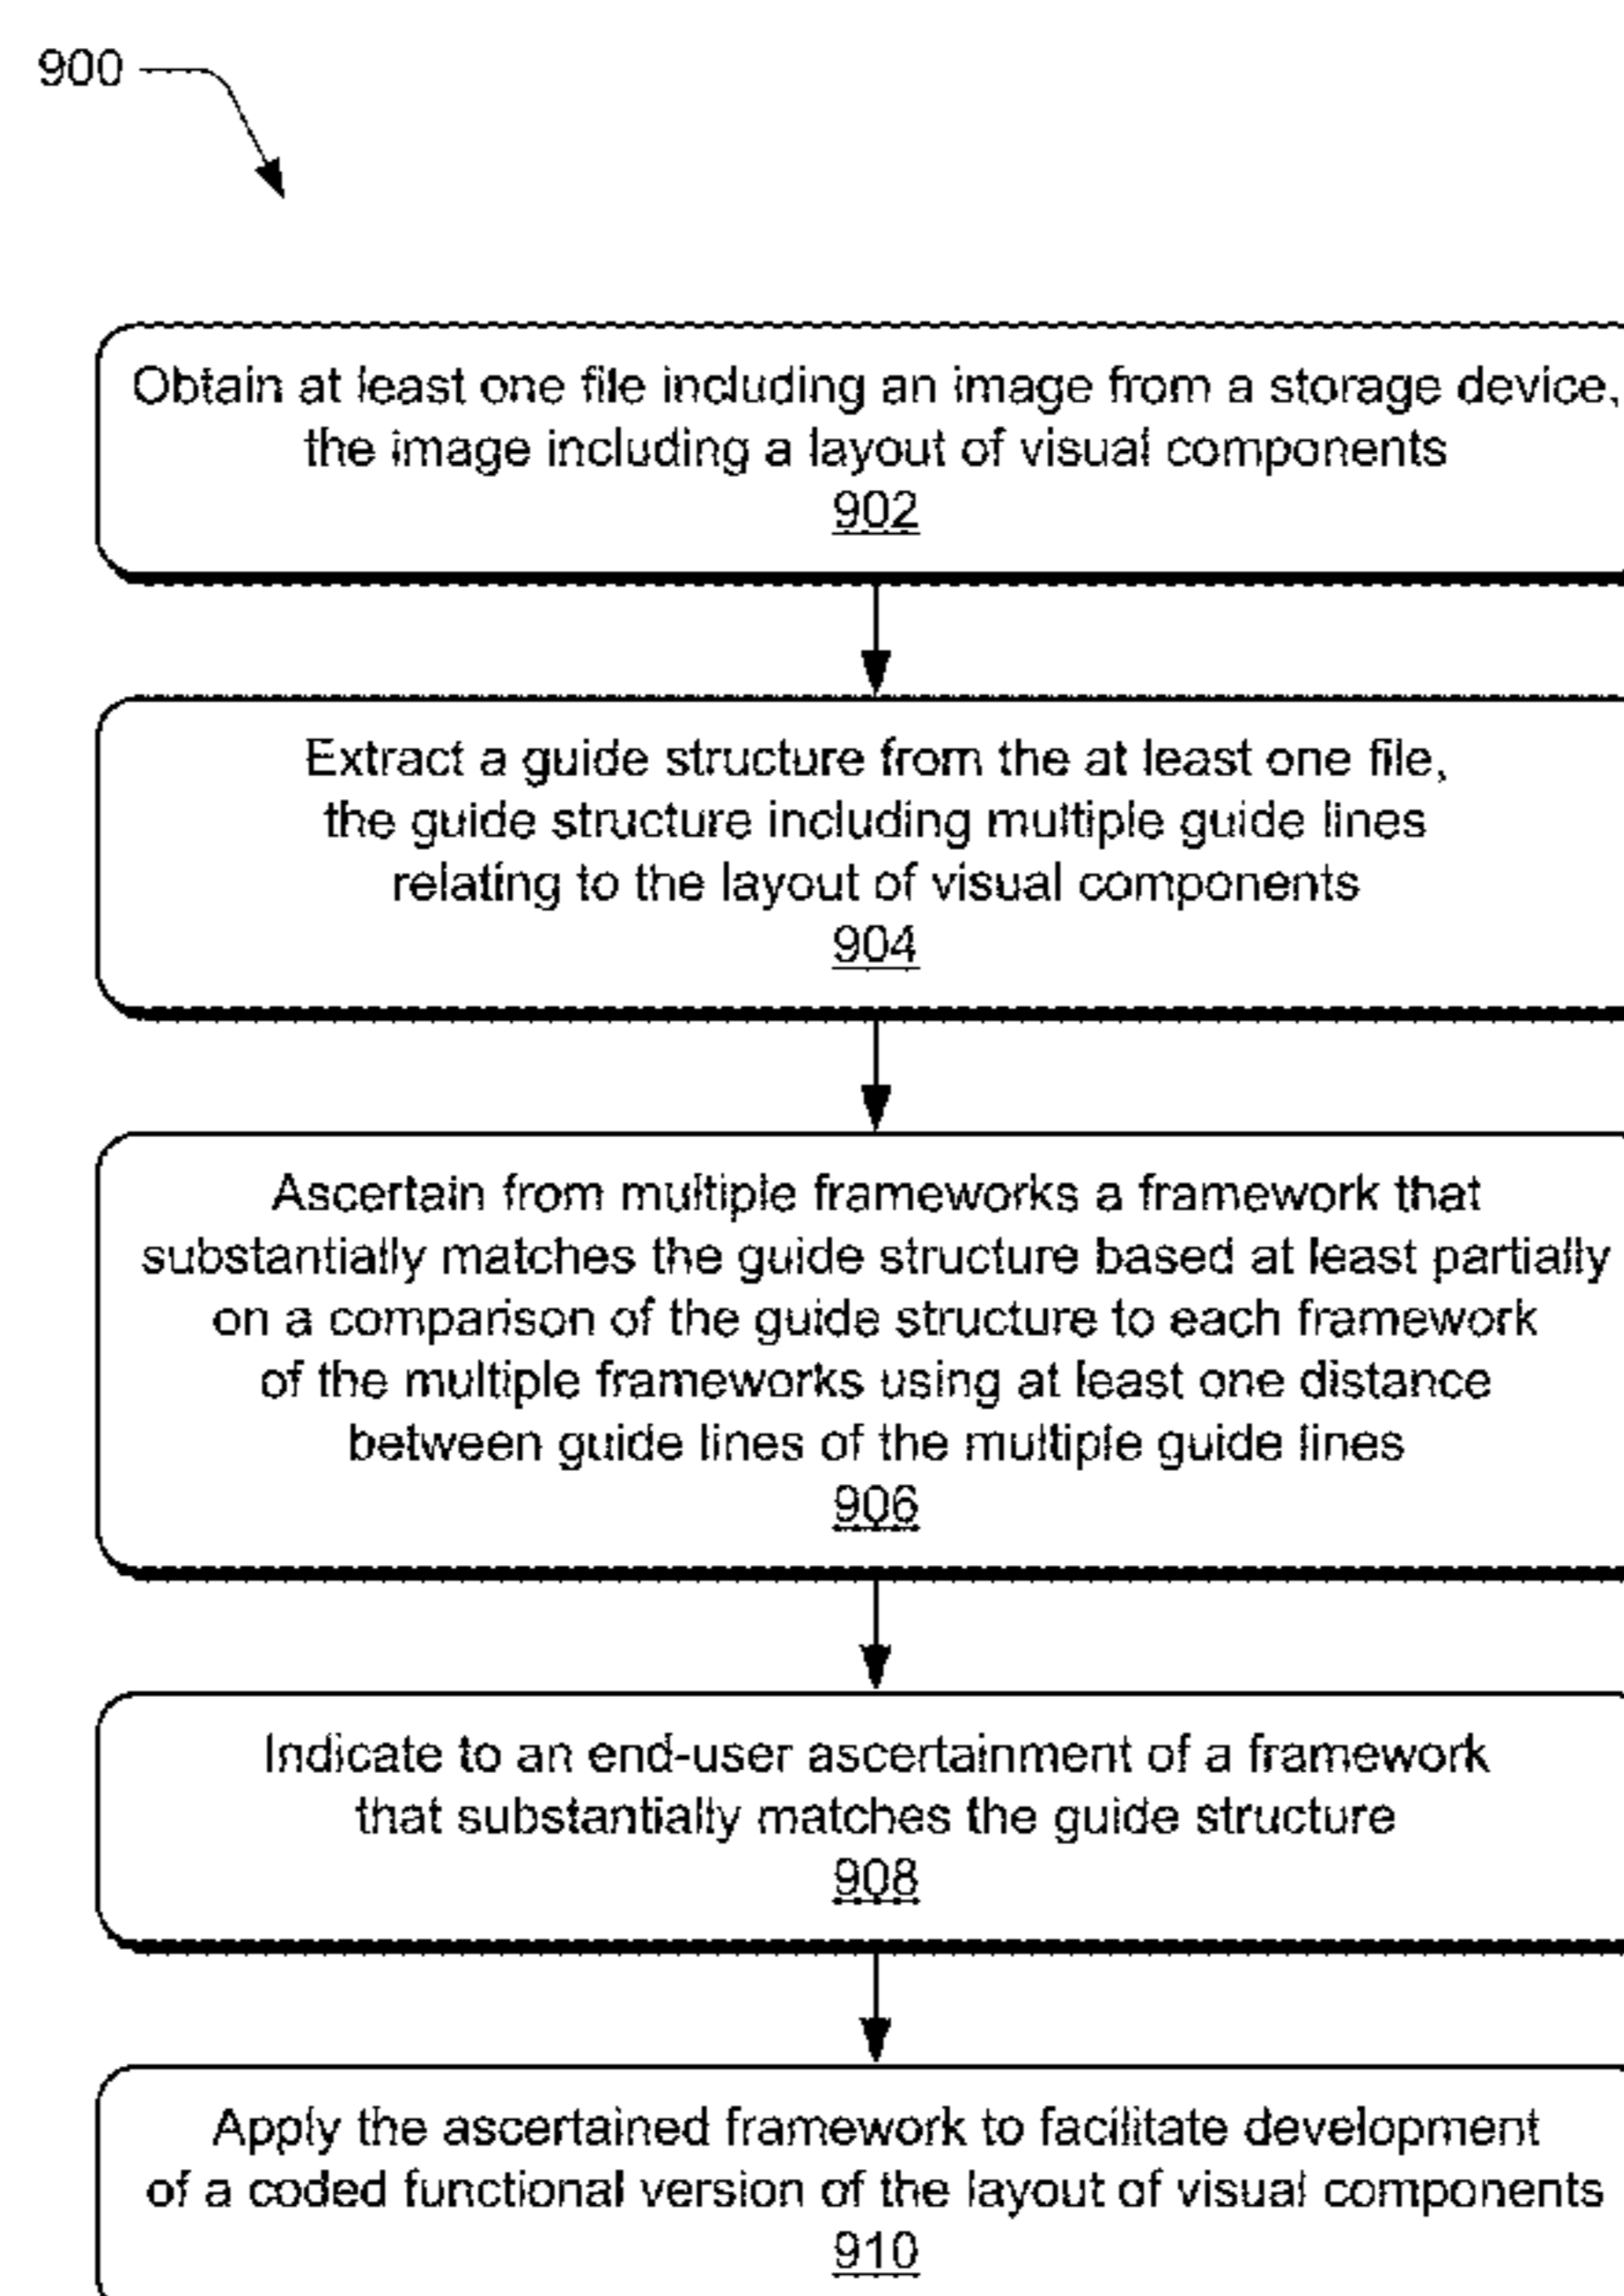 900
Obtain at least one file including an image from a storage device,
the image including a layout of visual components
902
Extract a guide structure from the at least one file,
the guide structure including multiple guide lines
relating to the layout of visual components
904
Ascertain from multiple frameworks a framework that
substantially matches the guide structure based at least partially
on a comparison of the guide structure to each framework
of the multiple frameworks using at least one distance
between guide lines of the multiple guide lines
906
Indicate to an end-user ascertainment of a framework
that substantially matches the guide structure
908
Apply the ascertained framework to facilitate development
of a coded functional version of the layout of visual components
910